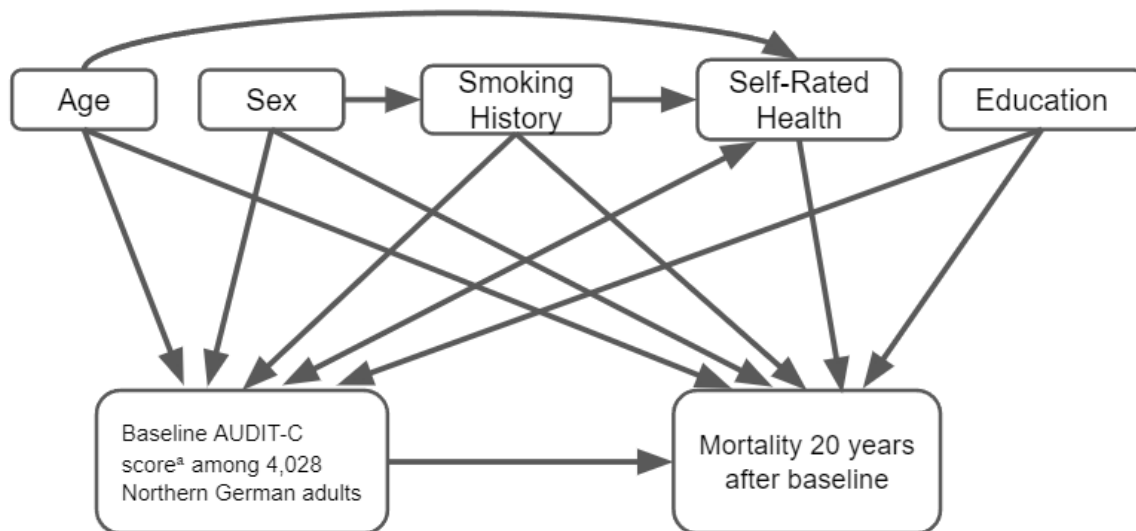 Age
Sex
Smoking
History
Self-Rated
Health
Education
Baseline AUDIT-C
scoreᵃ among 4,028
Northern German adults
Mortality 20 years
after baseline